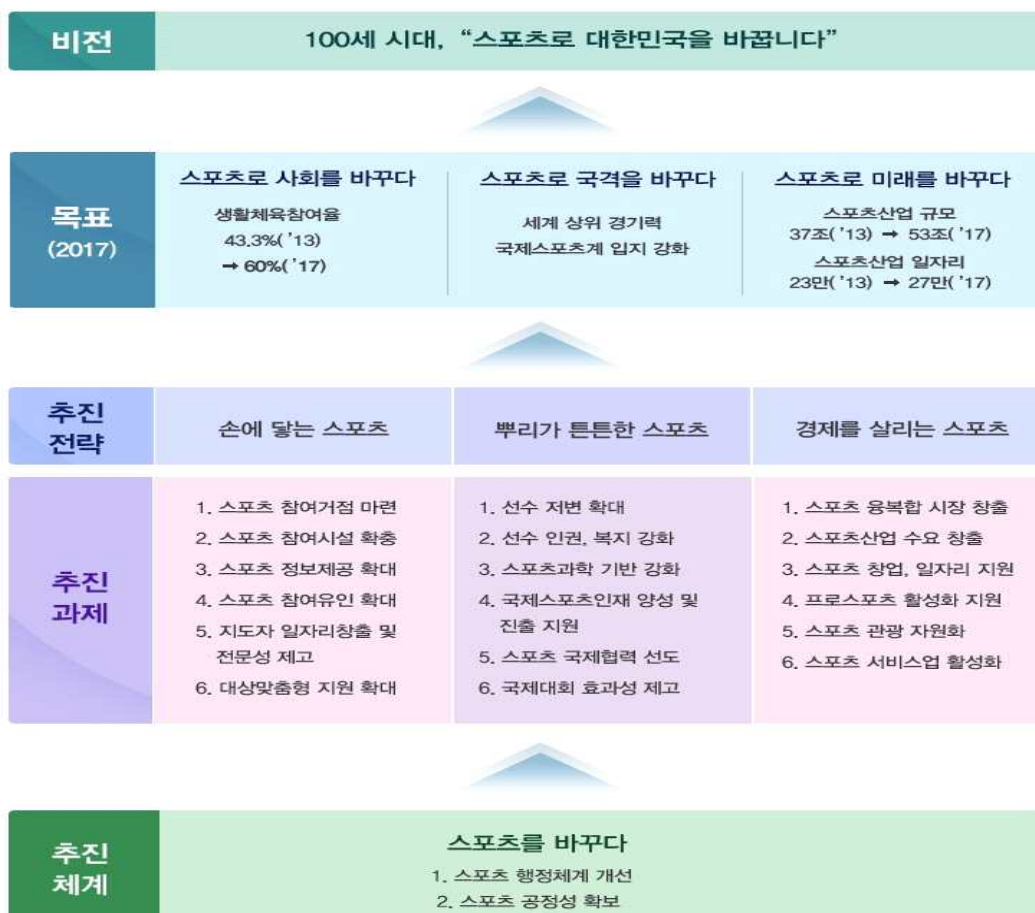 비전
100세 시대, “스포츠로 대한민국을 바꿉니다”
목표
(2017)
스포츠로 사회를 바꾸다
생활체육참여율
43.3%( ’13)
→ 60%( ’17)
스포츠로 국격을 바꾸다
세계 상위 경기력
국제스포츠계 입지 강화
스포츠로 미래를 바꾸다
스포츠산업 규모
37조( ’13) → 53조( ’17)
스포츠산업 일자리
23만( ’13) → 27만( ’17)
추진
전략
손에 닿는 스포츠
뿌리가 튼튼한 스포츠
경제를 살리는 스포츠
추진
과제
1. 스포츠 참여거점 마련
2. 스포츠 참여시설 확충
3. 스포츠 정보제공 확대
4. 스포츠 참여유인 확대
5. 지도자 일자리창출 및
전문성 제고
6. 대상맞춤형 지원 확대
1. 선수 저변 확대
2. 선수 인권, 복지 강화
3. 스포츠과학 기반 강화
4. 국제스포츠인재 양성 및
진출 지원
5. 스포츠 국제협력 선도
6. 국제대회 효과성 제고
1. 스포츠 융복합 시장 창출
2. 스포츠산업 수요 창출
3. 스포츠 창업, 일자리 지원
4. 프로스포츠 활성화 지원
5. 스포츠 관광 자원화
6. 스포츠 서비스업 활성화
추진
체계
스포츠를 바꾸다
1. 스포츠 행정체계 개선
2. 스포츠 공정성 확보